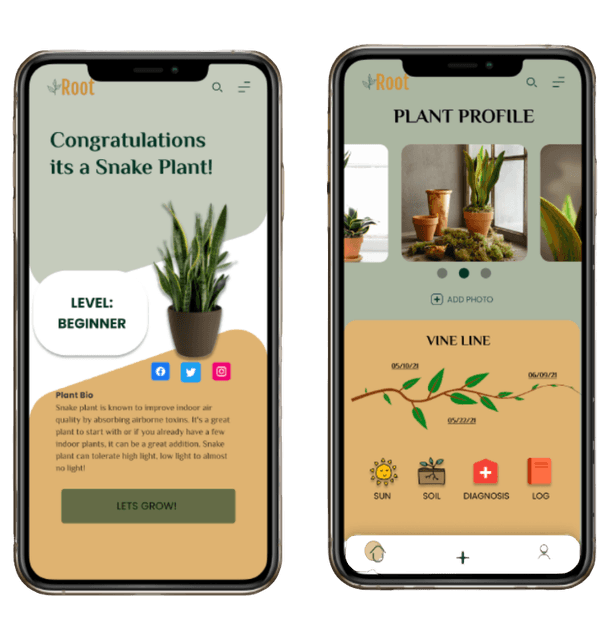 Root
Congratulations
its a Snake Plant!
LEVEL:
BEGINNER
Plant Bio
Snake plant is known to improve indoor air
quality by absorbing airborne toxins. It's a great
plant to start with or if you already have a few
indoor plants, it can be a great addition. Snake
plant can tolerate high light, low light to almost
no light!
LETS GROW!
Root
PLANT PROFILE
ADD PHOTO
VINE LINE
05/10/21
06/09/21
05/22/21
SUN
SOIL
DIAGNOSIS
LOG